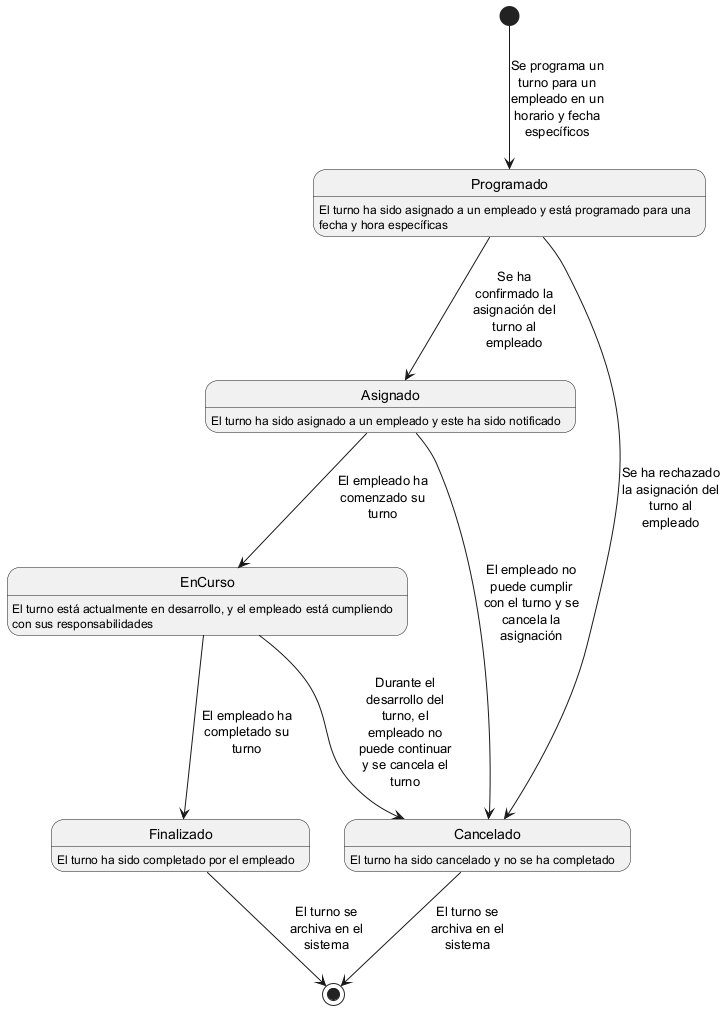 Se programa un
turno para un
empleado en un
horario y fecha
específicos
Programado
El turno ha sido asignado a un empleado y está programado para una
fecha y hora específicas
Se ha
confirmado la
asignación del
turno al
empleado
Asignado
El turno ha sido asignado a un empleado y este ha sido notificado
Se ha rechazado
la asignación del
turno al
empleado
El empleado ha
comenzado su
turno
El empleado no
puede cumplir
con el turno y se
cancela la
asignación
EnCurso
El turno está actualmente en desarrollo, y el empleado está cumpliendo
con sus responsabilidades
El empleado ha
completado su
turno
Durante el
desarrollo del
turno, el
empleado no
puede continuar
y se cancela el
turno
Finalizado
El turno ha sido completado por el empleado
Cancelado
El turno ha sido cancelado y no se ha completado
El turno se
archiva en el
sistema
El turno se
archiva en el
sistema